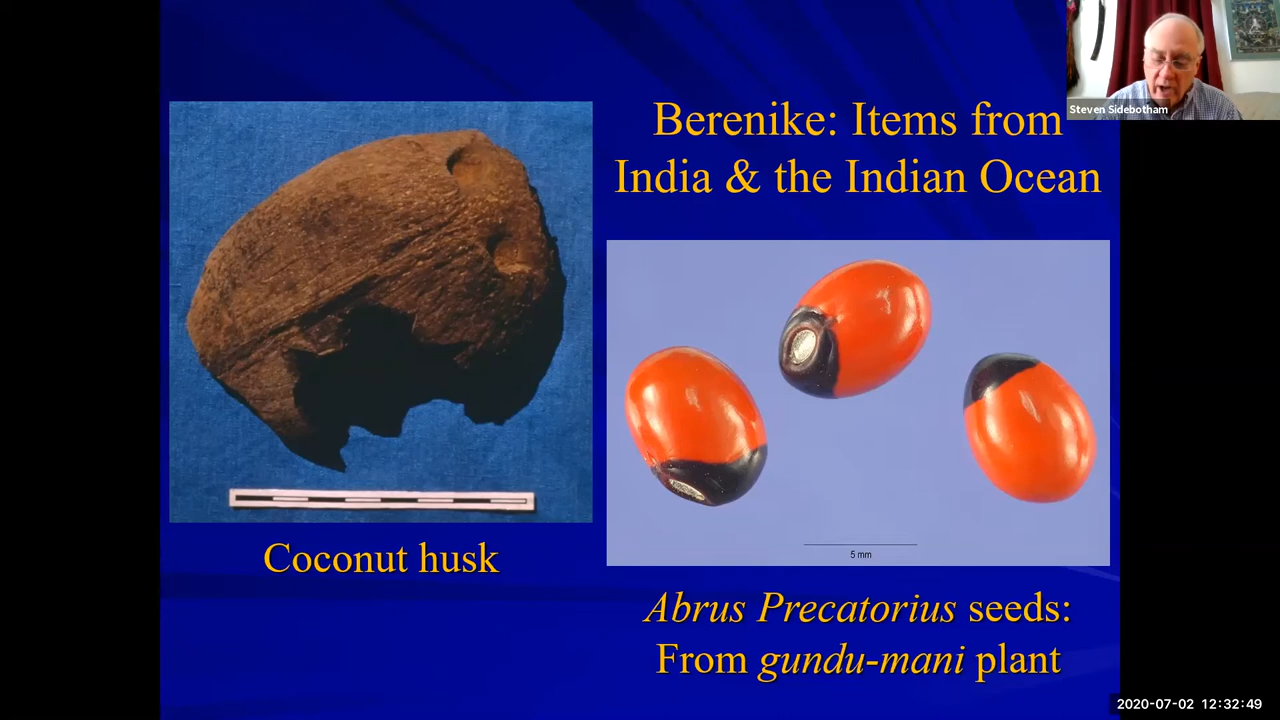 Steven Sidebotham
Berenike: Items from
India & the Indian Ocean
5 mm
Coconut husk
Abrus Precatorius seeds:
From gundu-mani plant
2020-07-02 12:32:49